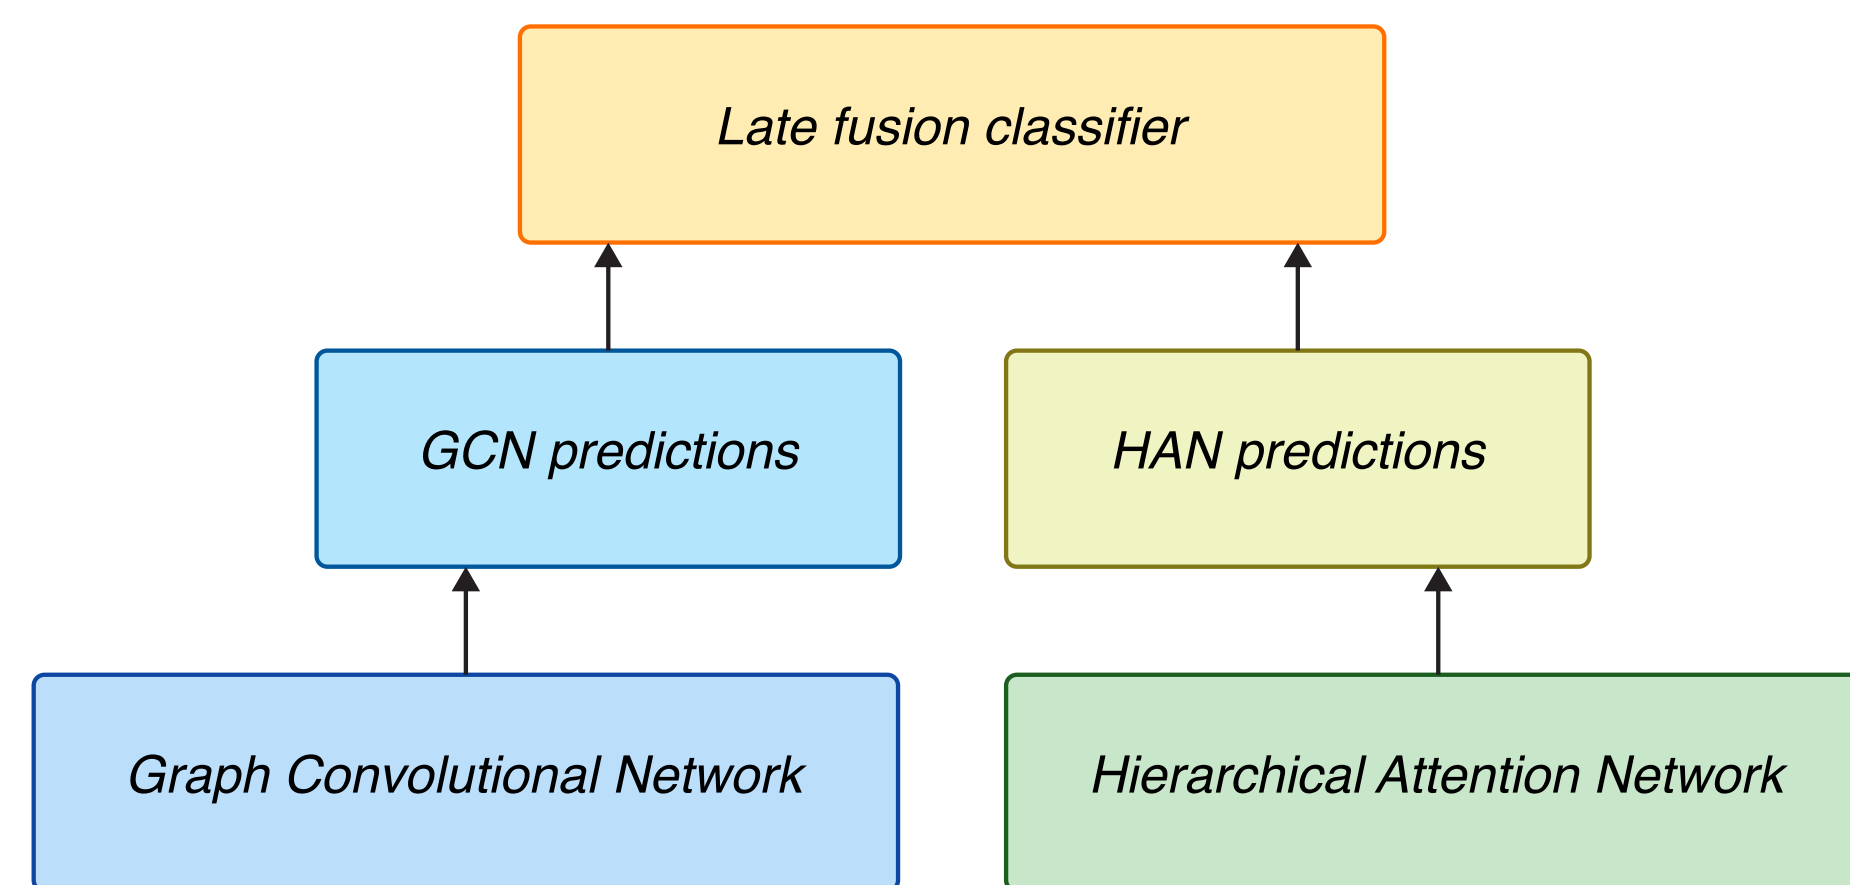 Late fusion classifier
GCN predictions
HAN predictions
Graph Convolutional Network
Hierarchical Attention Network